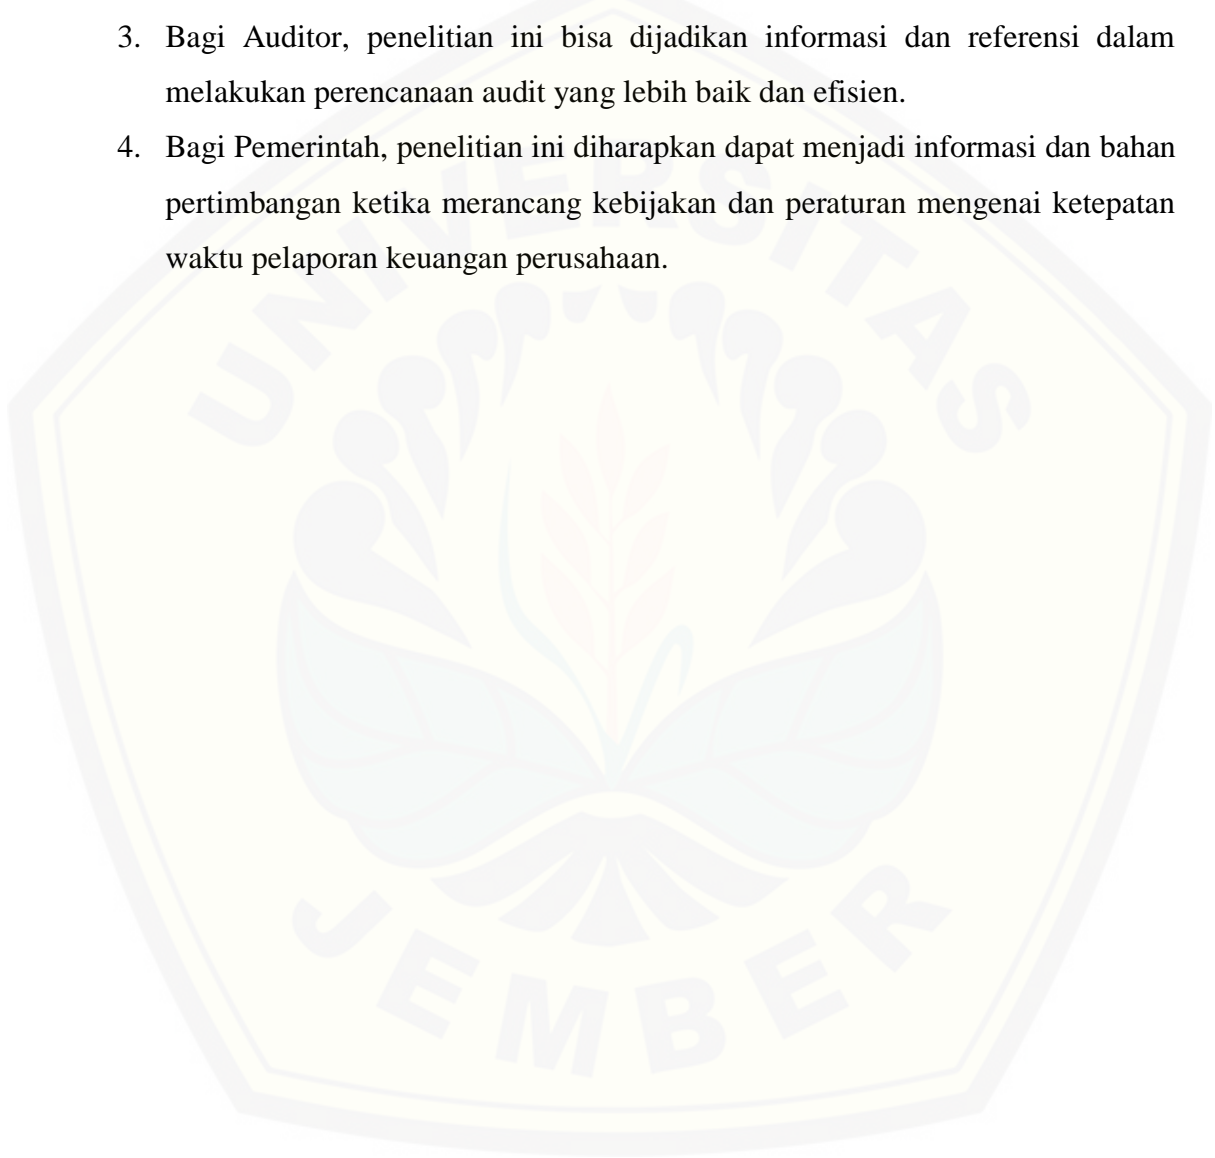 3. Bagi Auditor, penelitian ini bisa dijadikan informasi dan referensi dalam
melakukan perencanaan audit yang lebih baik dan efisien.
4. Bagi Pemerintah, penelitian ini diharapkan dapat menjadi informasi dan bahan
pertimbangan ketika merancang kebijakan dan peraturan mengenai ketepatan
waktu pelaporan keuangan perusahaan.
UNIVERSITAS
JEMBER